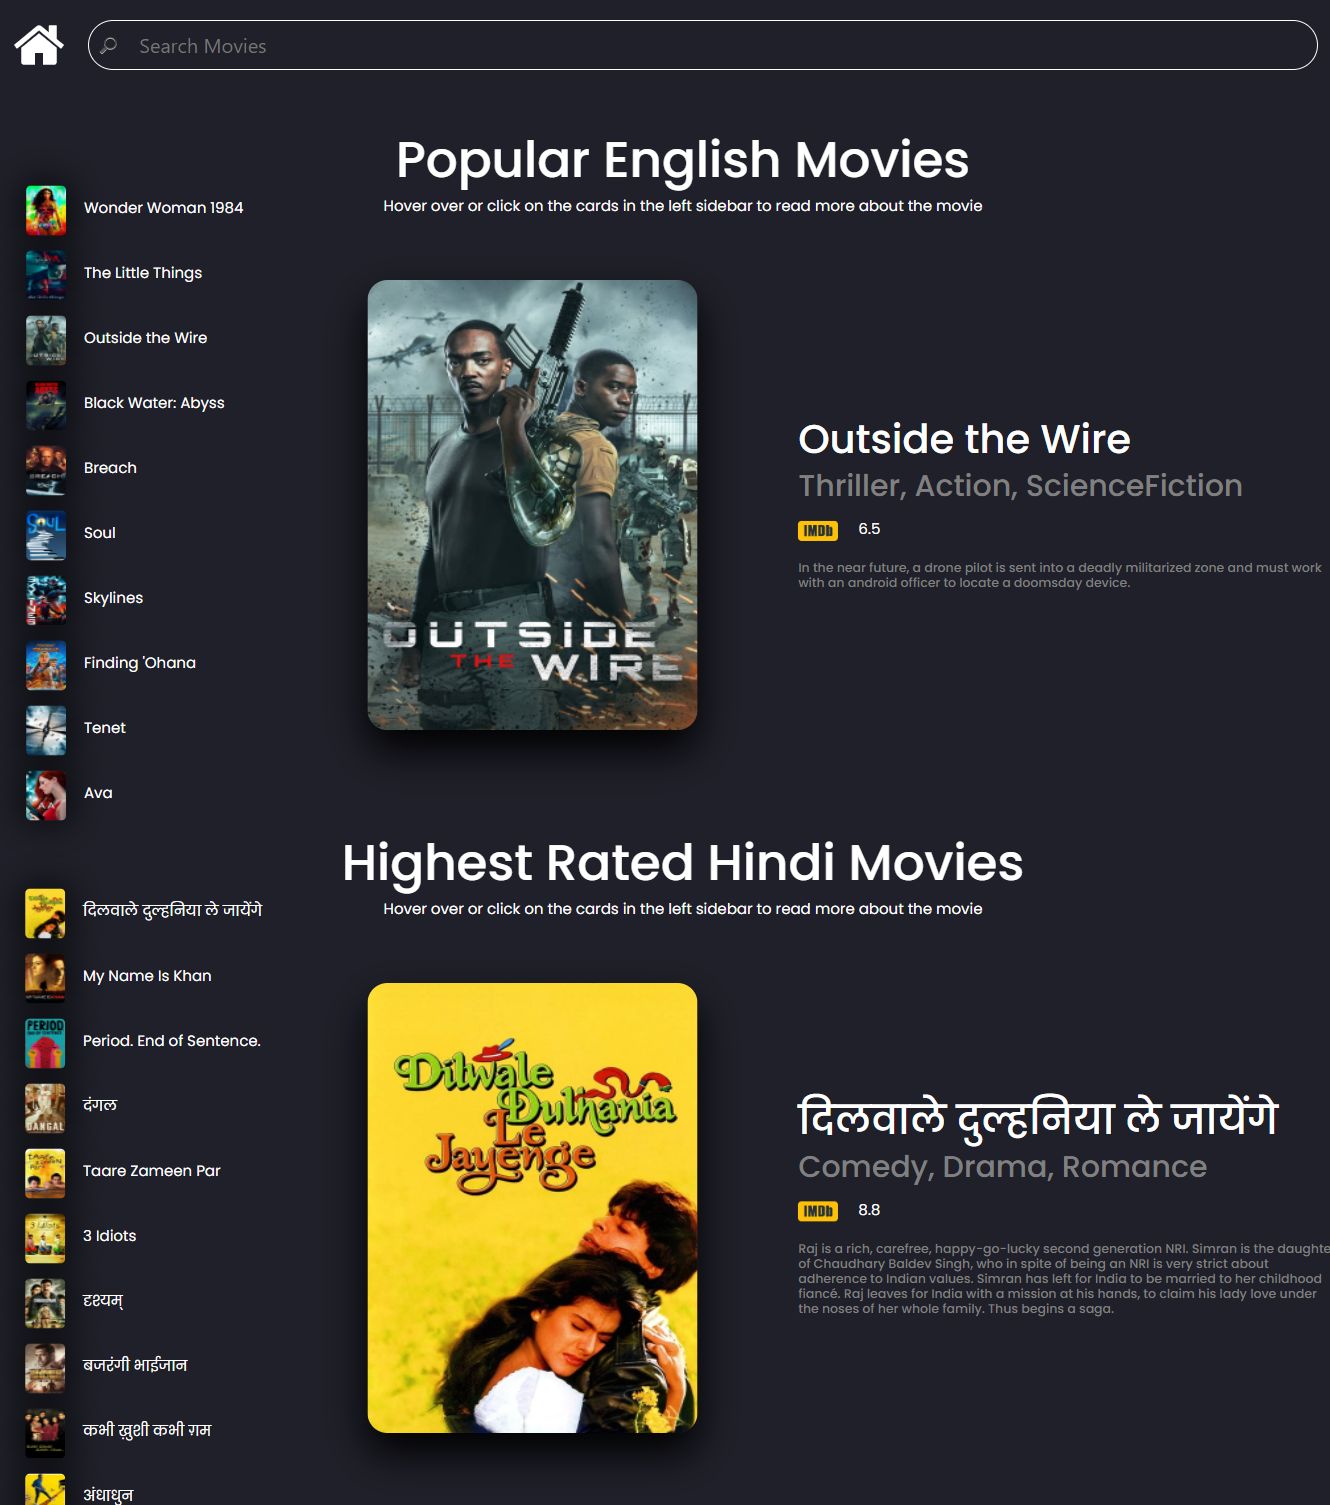 Search Movies
Popular English Movies
Hover over or click on the cards in the left sidebar to read more about the movie
Wonder Woman 1984
The Little Things
Outside the Wire
Black Water: Abyss
Breach
Soul
Skylines
Finding 'Ohana
Tenet
Ava
OUTSIDE
THE WIRE
Outside the Wire
Thriller, Action, ScienceFiction
IMDb 6.5
In the near future, a drone pilot is sent into a deadly militarized zone and must work
with an android officer to locate a doomsday device.
Highest Rated Hindi Movies
Hover over or click on the cards in the left sidebar to read more about the movie
दिलवाले दुल्हनिया ले जायेंगे
My Name Is Khan
PERIOD
Period. End of Sentence.
DANGAL
दंगल
Taare Zameen Par
3 Idiots
दृश्यम्
बजरंगी भाईजान
कभी ख़ुशी कभी ग़म
अंधाधुन
Dilwale
Dulhania
Le
Jayenge
दिलवाले दुल्हनिया ले जायेंगे
Comedy, Drama, Romance
IMDb 8.8
Raj is a rich, carefree, happy-go-lucky second generation NRI. Simran is the daughte
of Chaudhary Baldev Singh, who in spite of being an NRI is very strict about
adherence to Indian values. Simran has left for India to be married to her childhood
fiancé. Raj leaves for India with a mission at his hands, to claim his lady love under
the noses of her whole family. Thus begins a saga.